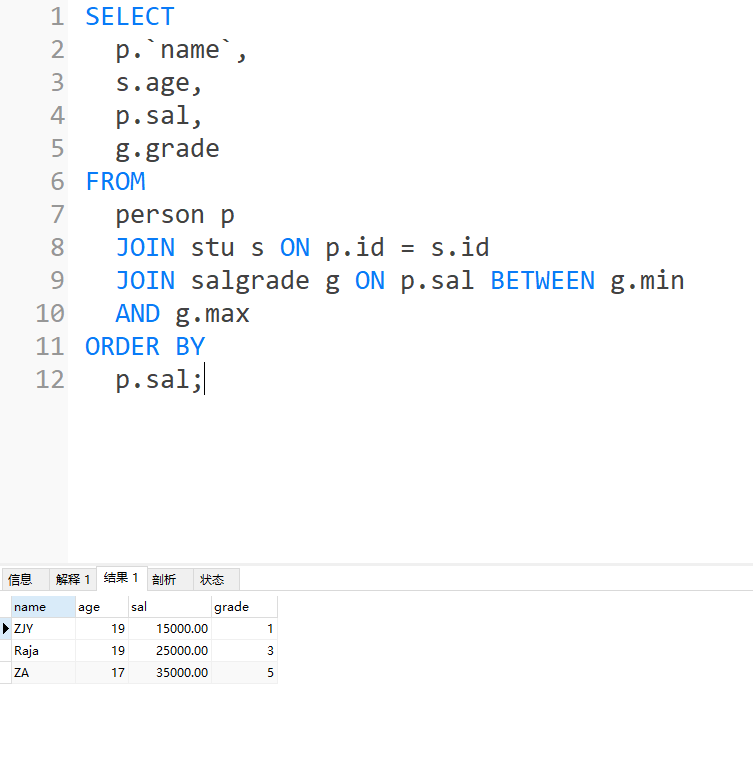 1 SELECT
2 p.`name`,
3 s.age,
4 p.sal,
5 g.grade
6 FROM
7 person p
8 JOIN stu s ON p.id = s.id
9 JOIN salgrade g ON p.sal BETWEEN g.min
10 AND g.max
11 ORDER BY
12 p.sal;
信息 解释 1 结果 1 剖析 状态
name age sal grade
ZJY 19 15000.00 1
Raja 19 25000.00 3
ZA 17 35000.00 5